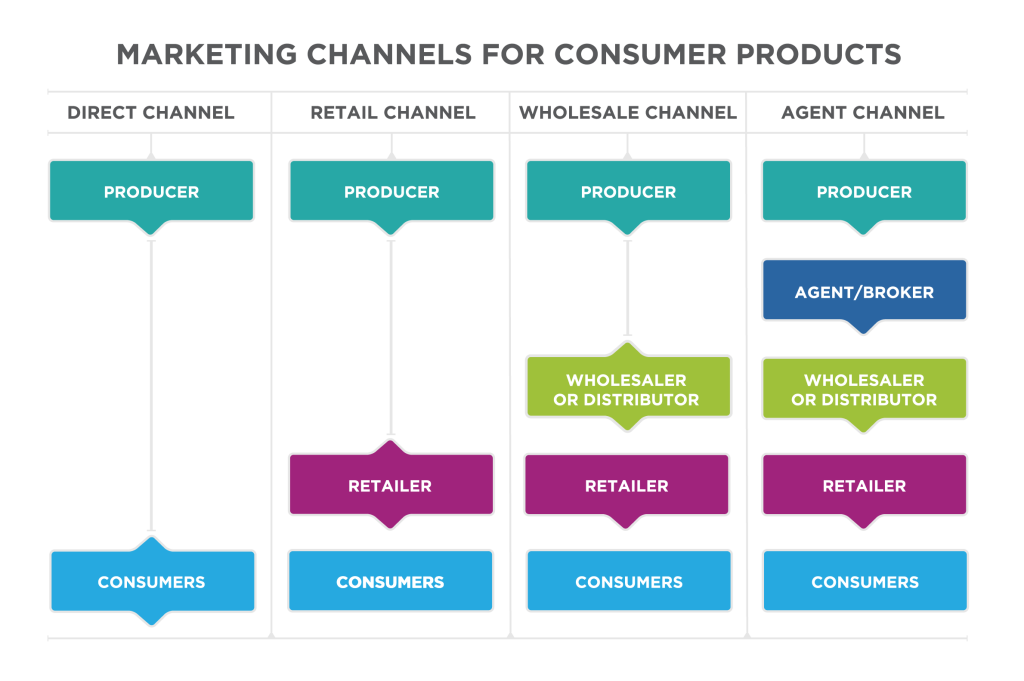 MARKETING CHANNELS FOR CONSUMER PRODUCTS
DIRECT CHANNEL
RETAIL CHANNEL
WHOLESALE CHANNEL
AGENT CHANNEL
PRODUCER
PRODUCER
PRODUCER
PRODUCER
AGENT/BROKER
WHOLESALER
OR DISTRIBUTOR
WHOLESALER
OR DISTRIBUTOR
RETAILER
RETAILER
RETAILER
CONSUMERS
CONSUMERS
CONSUMERS
CONSUMERS